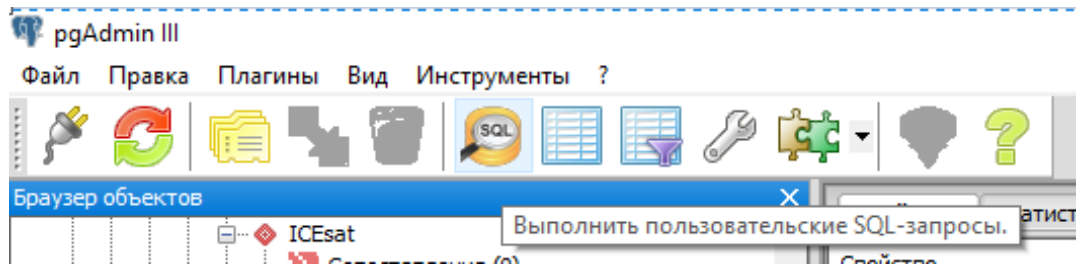 pgAdmin III
Файл Правка Плагины Вид Инструменты ?
SQL
Браузер объектов
Выполнить пользовательские SQL-запросы.
ICEsat